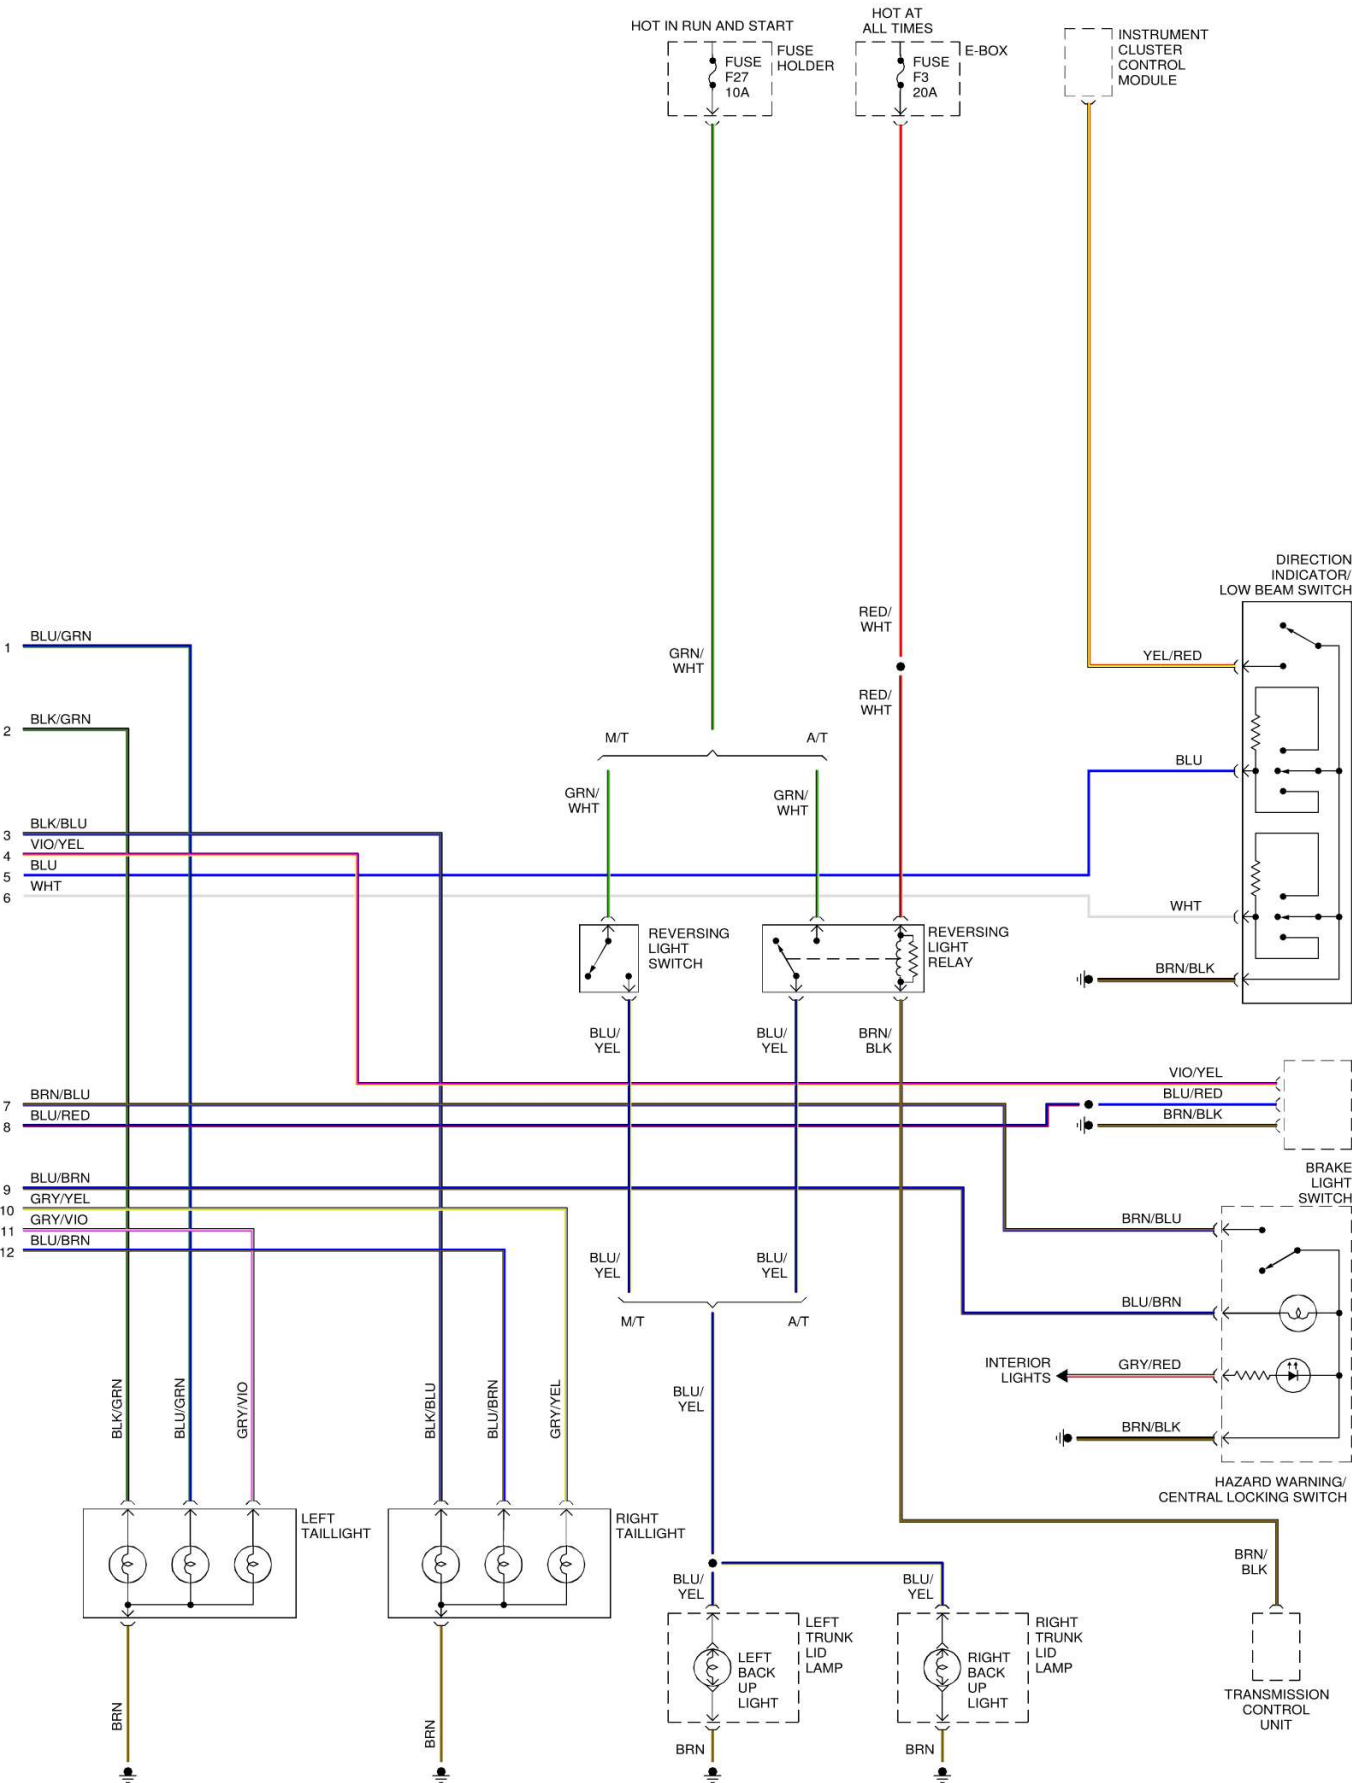 HOT IN RUN AND START
HOT AT
ALL TIMES
FUSE
HOLDER
FUSE
F27
10A
E-BOX
FUSE
F3
20A
INSTRUMENT
CLUSTER
CONTROL
MODULE
DIRECTION
INDICATOR/
LOW BEAM SWITCH
RED/
WHT
1
BLU/GRN
GRN/
WHT
YEL/RED
RED/
WHT
2
BLK/GRN
M/T
A/T
BLU
GRN/
WHT
GRN/
WHT
3
BLK/BLU
4
VIO/YEL
5
BLU
6
WHT
WHT
REVERSING
LIGHT
SWITCH
REVERSING
LIGHT
RELAY
BRN/BLK
BLU/
YEL
BLU/
YEL
BRN/
BLK
VIO/YEL
7
BRN/BLU
BLU/RED
8
BLU/RED
BRN/BLK
BRAKE
LIGHT
SWITCH
9
BLU/BRN
10
GRY/YEL
11
GRY/VIO
12
BLU/BRN
BRN/BLU
BLU/
YEL
BLU/
YEL
BLU/BRN
M/T
A/T
INTERIOR
LIGHTS
GRY/RED
BLU/
YEL
BLK/GRN
BLU/GRN
GRY/VIO
BLK/BLU
BLU/BRN
GRY/YEL
BRN/BLK
HAZARD WARNING/
CENTRAL LOCKING SWITCH
LEFT
TAILLIGHT
RIGHT
TAILLIGHT
BRN/
BLK
BLU/
YEL
BLU/
YEL
LEFT
TRUNK
LID
LAMP
RIGHT
TRUNK
LID
LAMP
LEFT
BACK
UP
LIGHT
RIGHT
BACK
UP
LIGHT
TRANSMISSION
CONTROL
UNIT
BRN
BRN
BRN
BRN